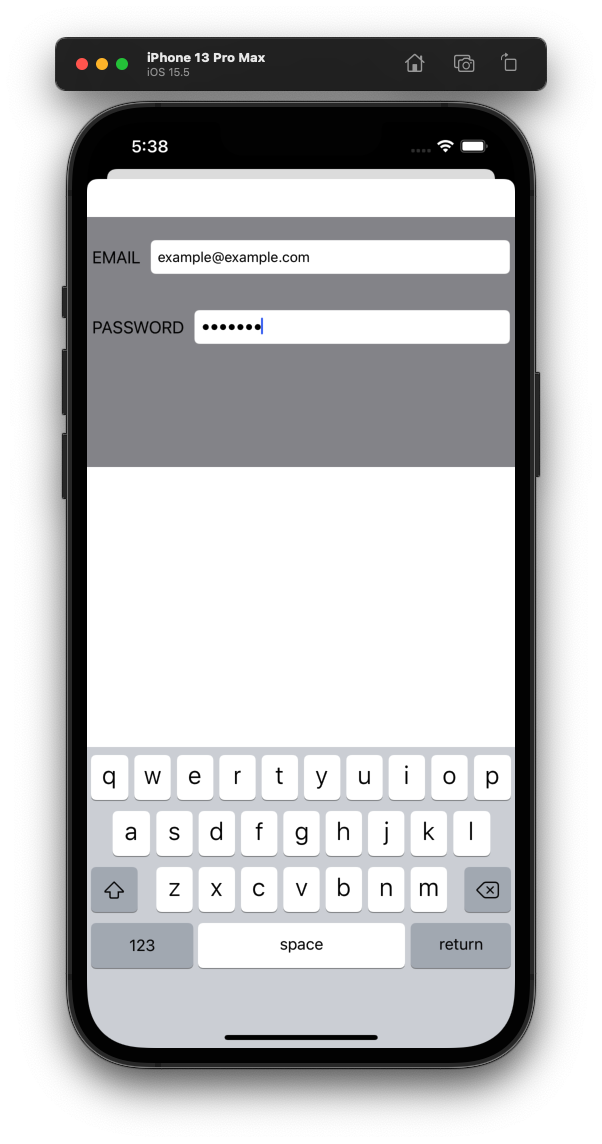 iPhone 13 Pro Max
iOS 15.5
5:38
EMAIL example@example.com
PASSWORD •••••••
q w e r t y u i o p
a s d f g h j k l
z x c v b n m
123 space return